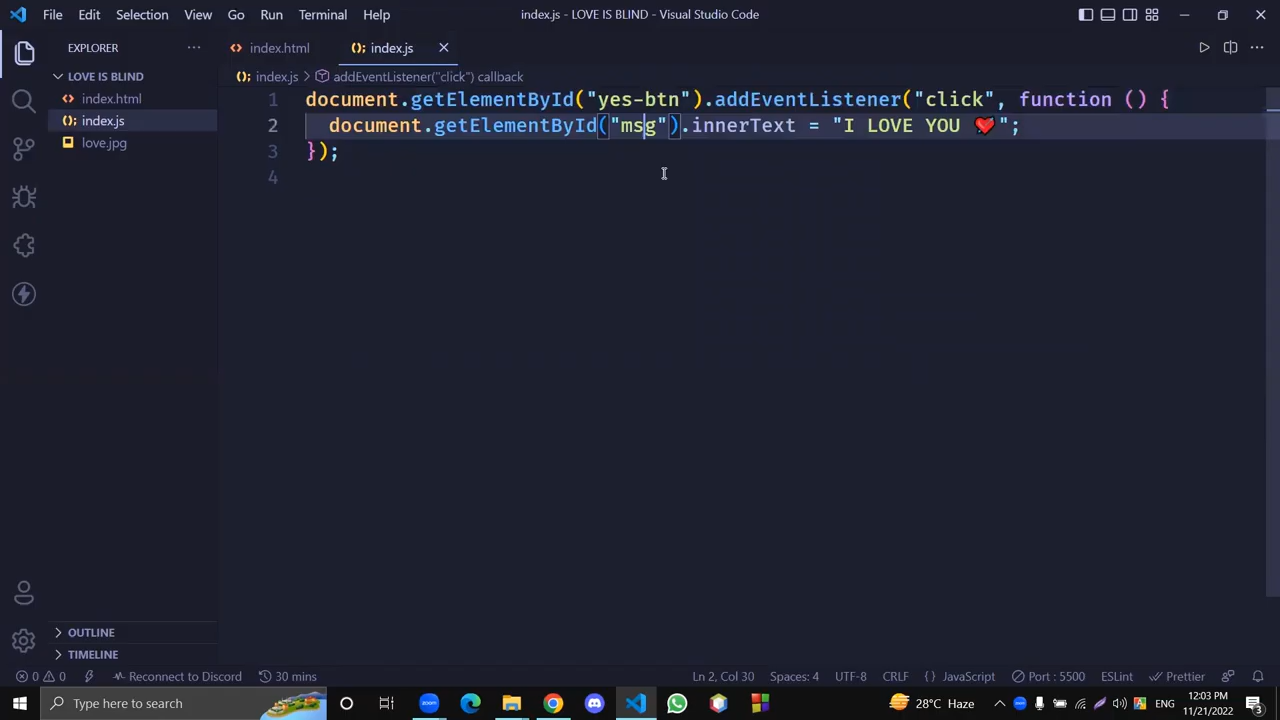 File Edit Selection View Go Run Terminal Help
index.js - LOVE IS BLIND - Visual Studio Code
EXPLORER
LOVE IS BLIND
index.html
index.js
love.jpg
OUTLINE
TIMELINE
index.html
index.js
index.js > addEventListener("click") callback
1 document.getElementById("yes-btn").addEventListener("click", function () {
2 document.getElementById("msg").innerText = "I LOVE YOU ❤️";
3 });
4
0 0 Reconnect to Discord 30 mins Ln 2, Col 30 Spaces: 4 UTF-8 CRLF {} JavaScript Port : 5500 ESLint Prettier
Type here to search
zoom
28°C Haze
ENG
12:03 PM
11/21/2022
3